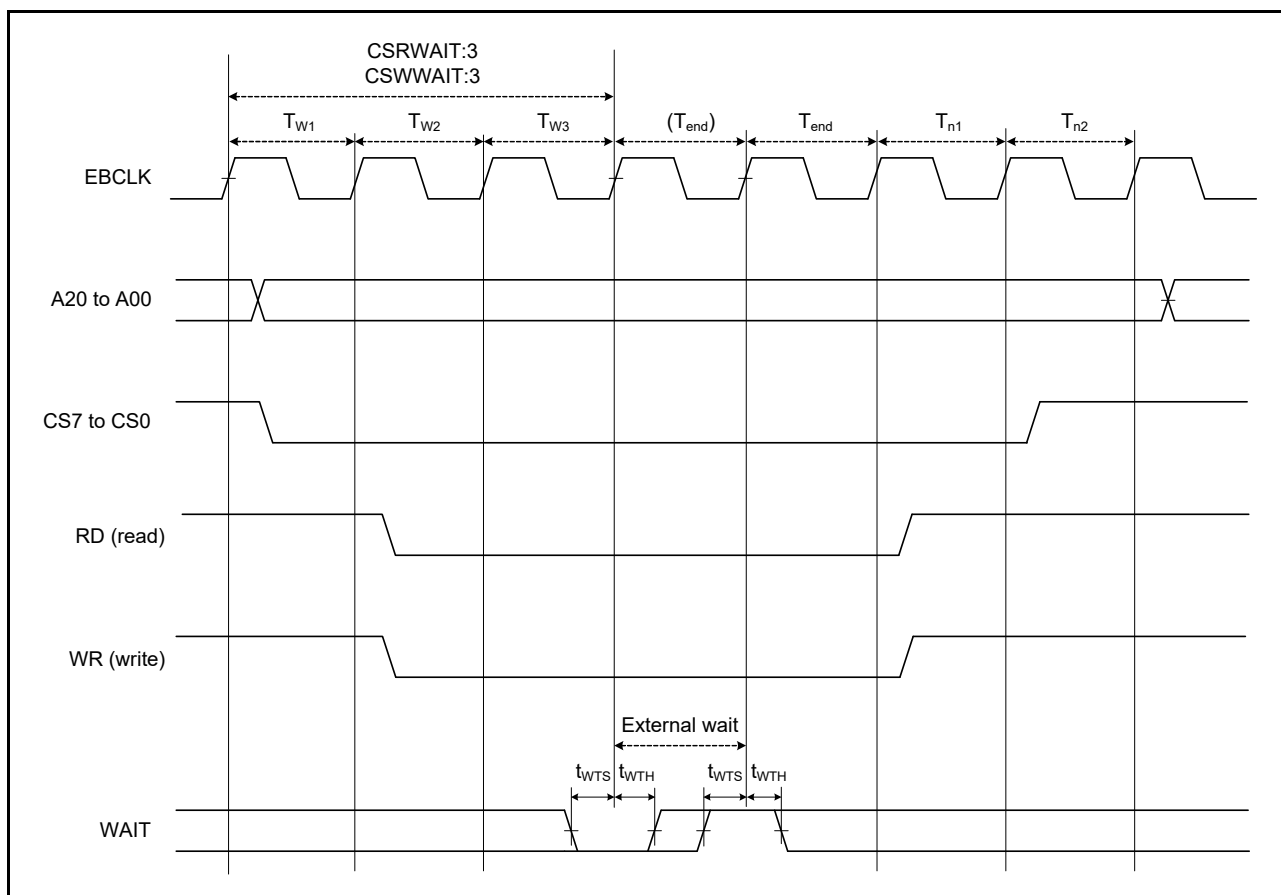 CSRWAIT:3
CSWWAIT:3
TW1 TW2 TW3 (Tend) Tend Tn1 Tn2
EBCLK
A20 to A00
CS7 to CS0
RD (read)
WR (write)
External wait
tWTS tWTH tWTS tWTH
WAIT